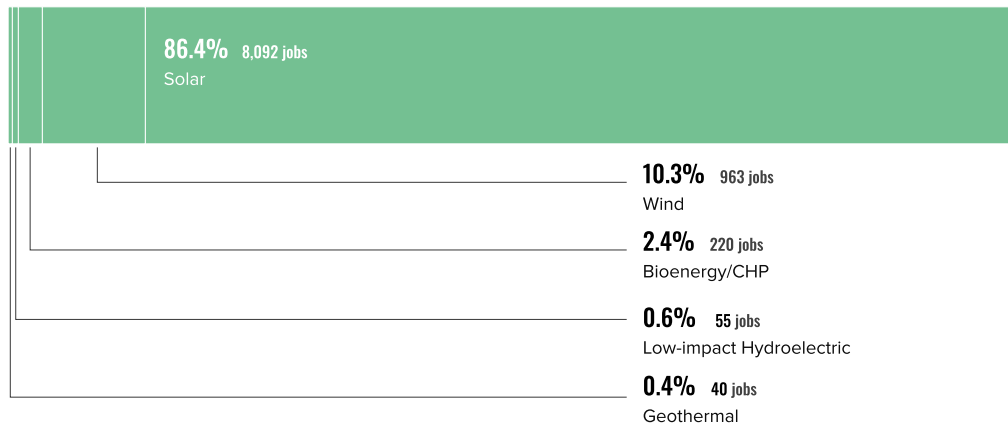 86.4% 8,092 jobs
Solar
10.3% 963 jobs
Wind
2.4% 220 jobs
Bioenergy/CHP
0.6% 55 jobs
Low-impact Hydroelectric
0.4% 40 jobs
Geothermal